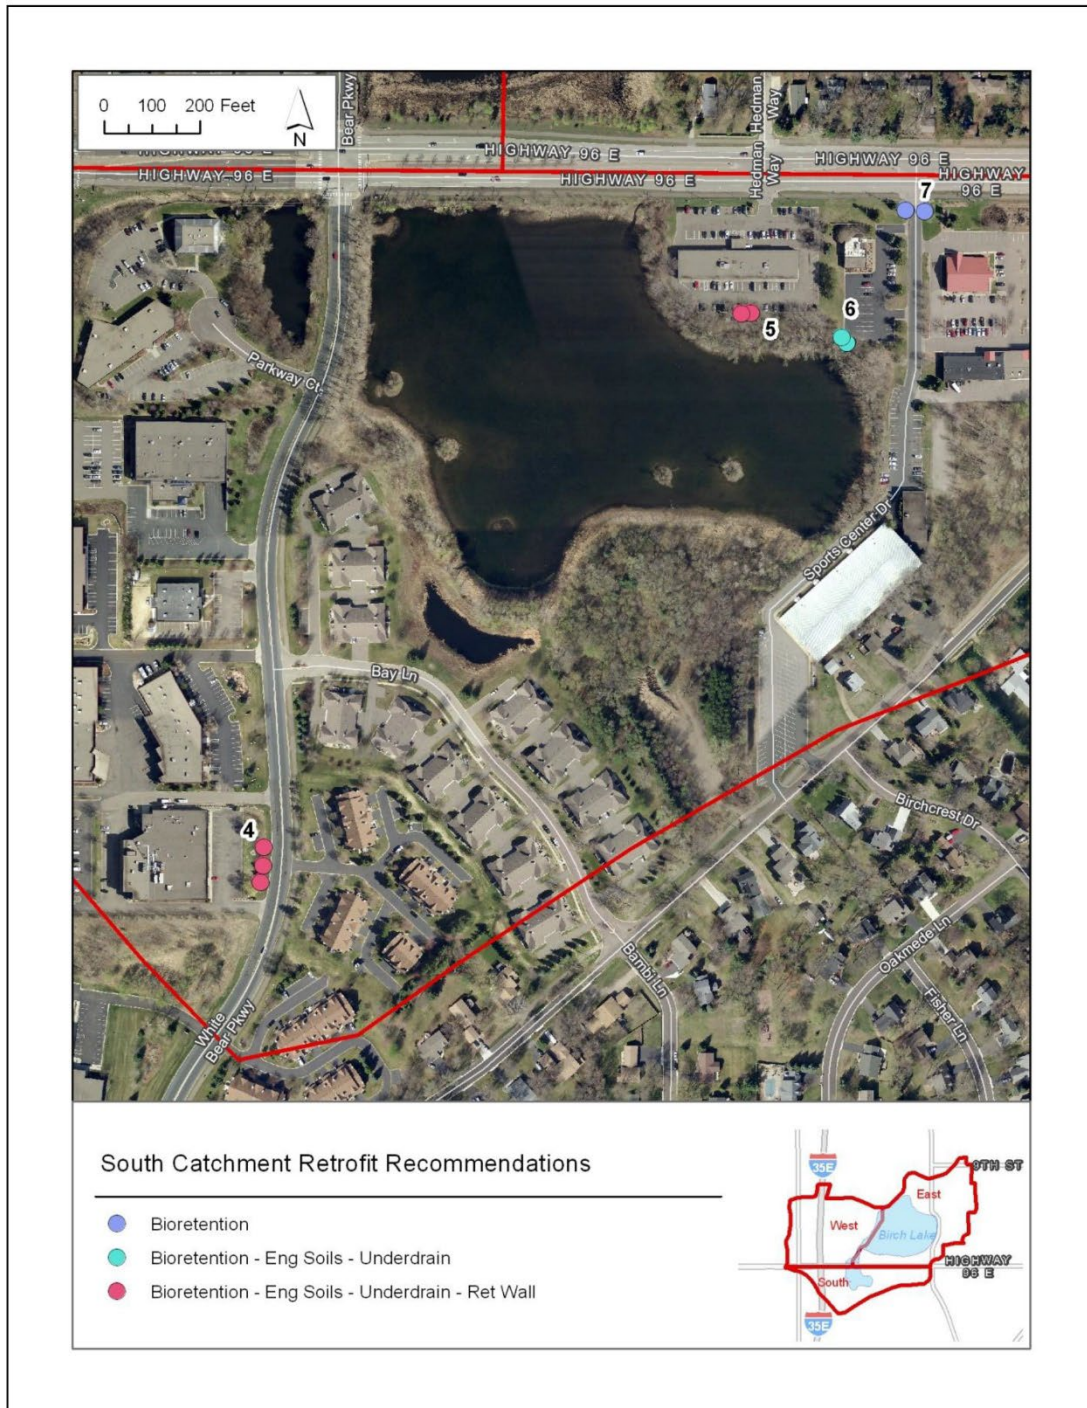 0 100 200 Feet
N
Bear Pkwy
Hedman Way
Hedman Way
HIGHWAY 96 E
HIGHWAY 96 E
HIGHWAY 96 E
HIGHWAY 96 E
HIGHWAY 96 E
HIGHWAY 96 E
7
6
5
Parkway Ct
Sports Center Dr
Bay Ln
Birchcrest Dr
4
Oakmede Ln
Bambi Ln
Fisher Ln
White Bear Pkwy
South Catchment Retrofit Recommendations
Bioretention
Bioretention - Eng Soils - Underdrain
Bioretention - Eng Soils - Underdrain - Ret Wall
35E
9TH ST
East
West
Birch Lake
HIGHWAY 96 E
South
35E